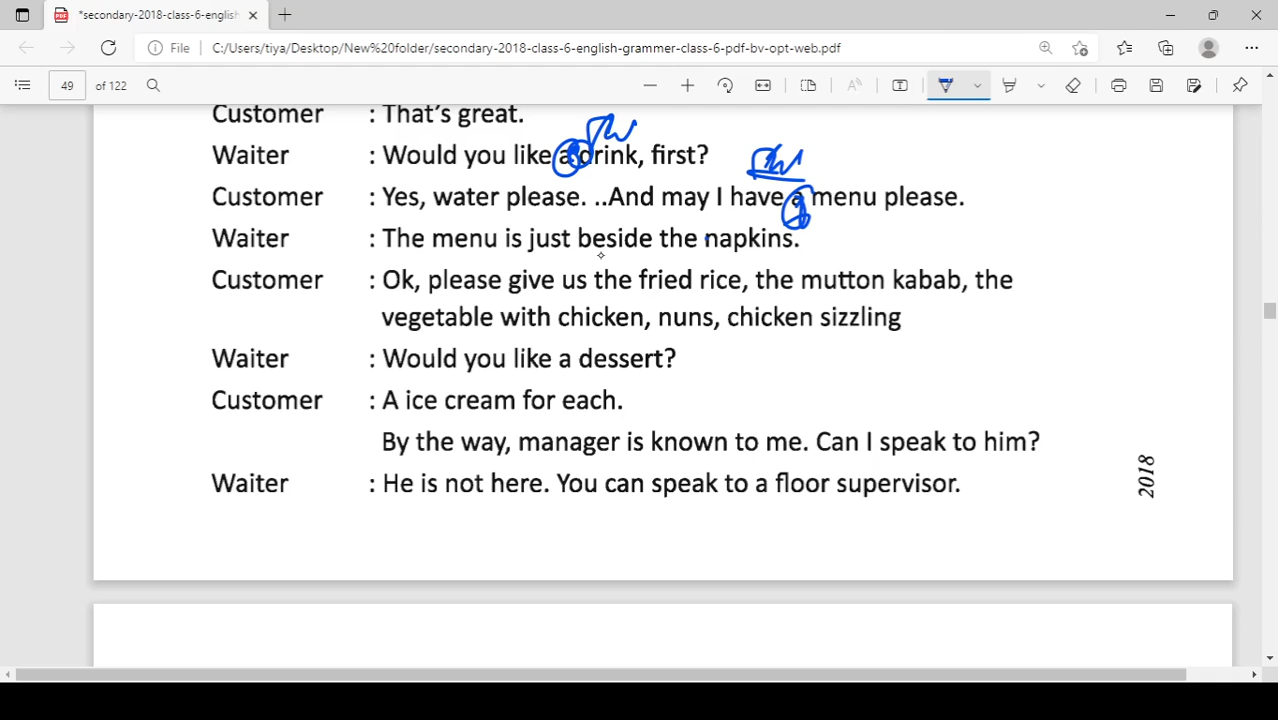 *secondary-2018-class-6-english
File C:/Users/tiya/Desktop/New%20folder/secondary-2018-class-6-english-grammer-class-6-pdf-bv-opt-web.pdf
49 of 122
Customer : That's great.
Waiter : Would you like a drink, first?
Customer : Yes, water please. ..And may I have a menu please.
Waiter : The menu is just beside the napkins.
Customer : Ok, please give us the fried rice, the mutton kabab, the
vegetable with chicken, nuns, chicken sizzling
Waiter : Would you like a dessert?
Customer : A ice cream for each.
By the way, manager is known to me. Can I speak to him?
Waiter : He is not here. You can speak to a floor supervisor.
2018